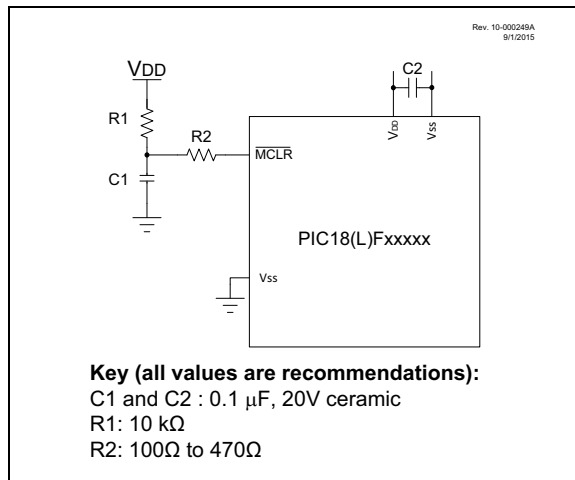 Rev. 10-000249A
9/1/2015
VDD
C2
R1
R2
VDD
Vss
MCLR
C1
PIC18(L)Fxxxxx
Vss
Key (all values are recommendations):
C1 and C2 : 0.1 μF, 20V ceramic
R1: 10 kΩ
R2: 100Ω to 470Ω